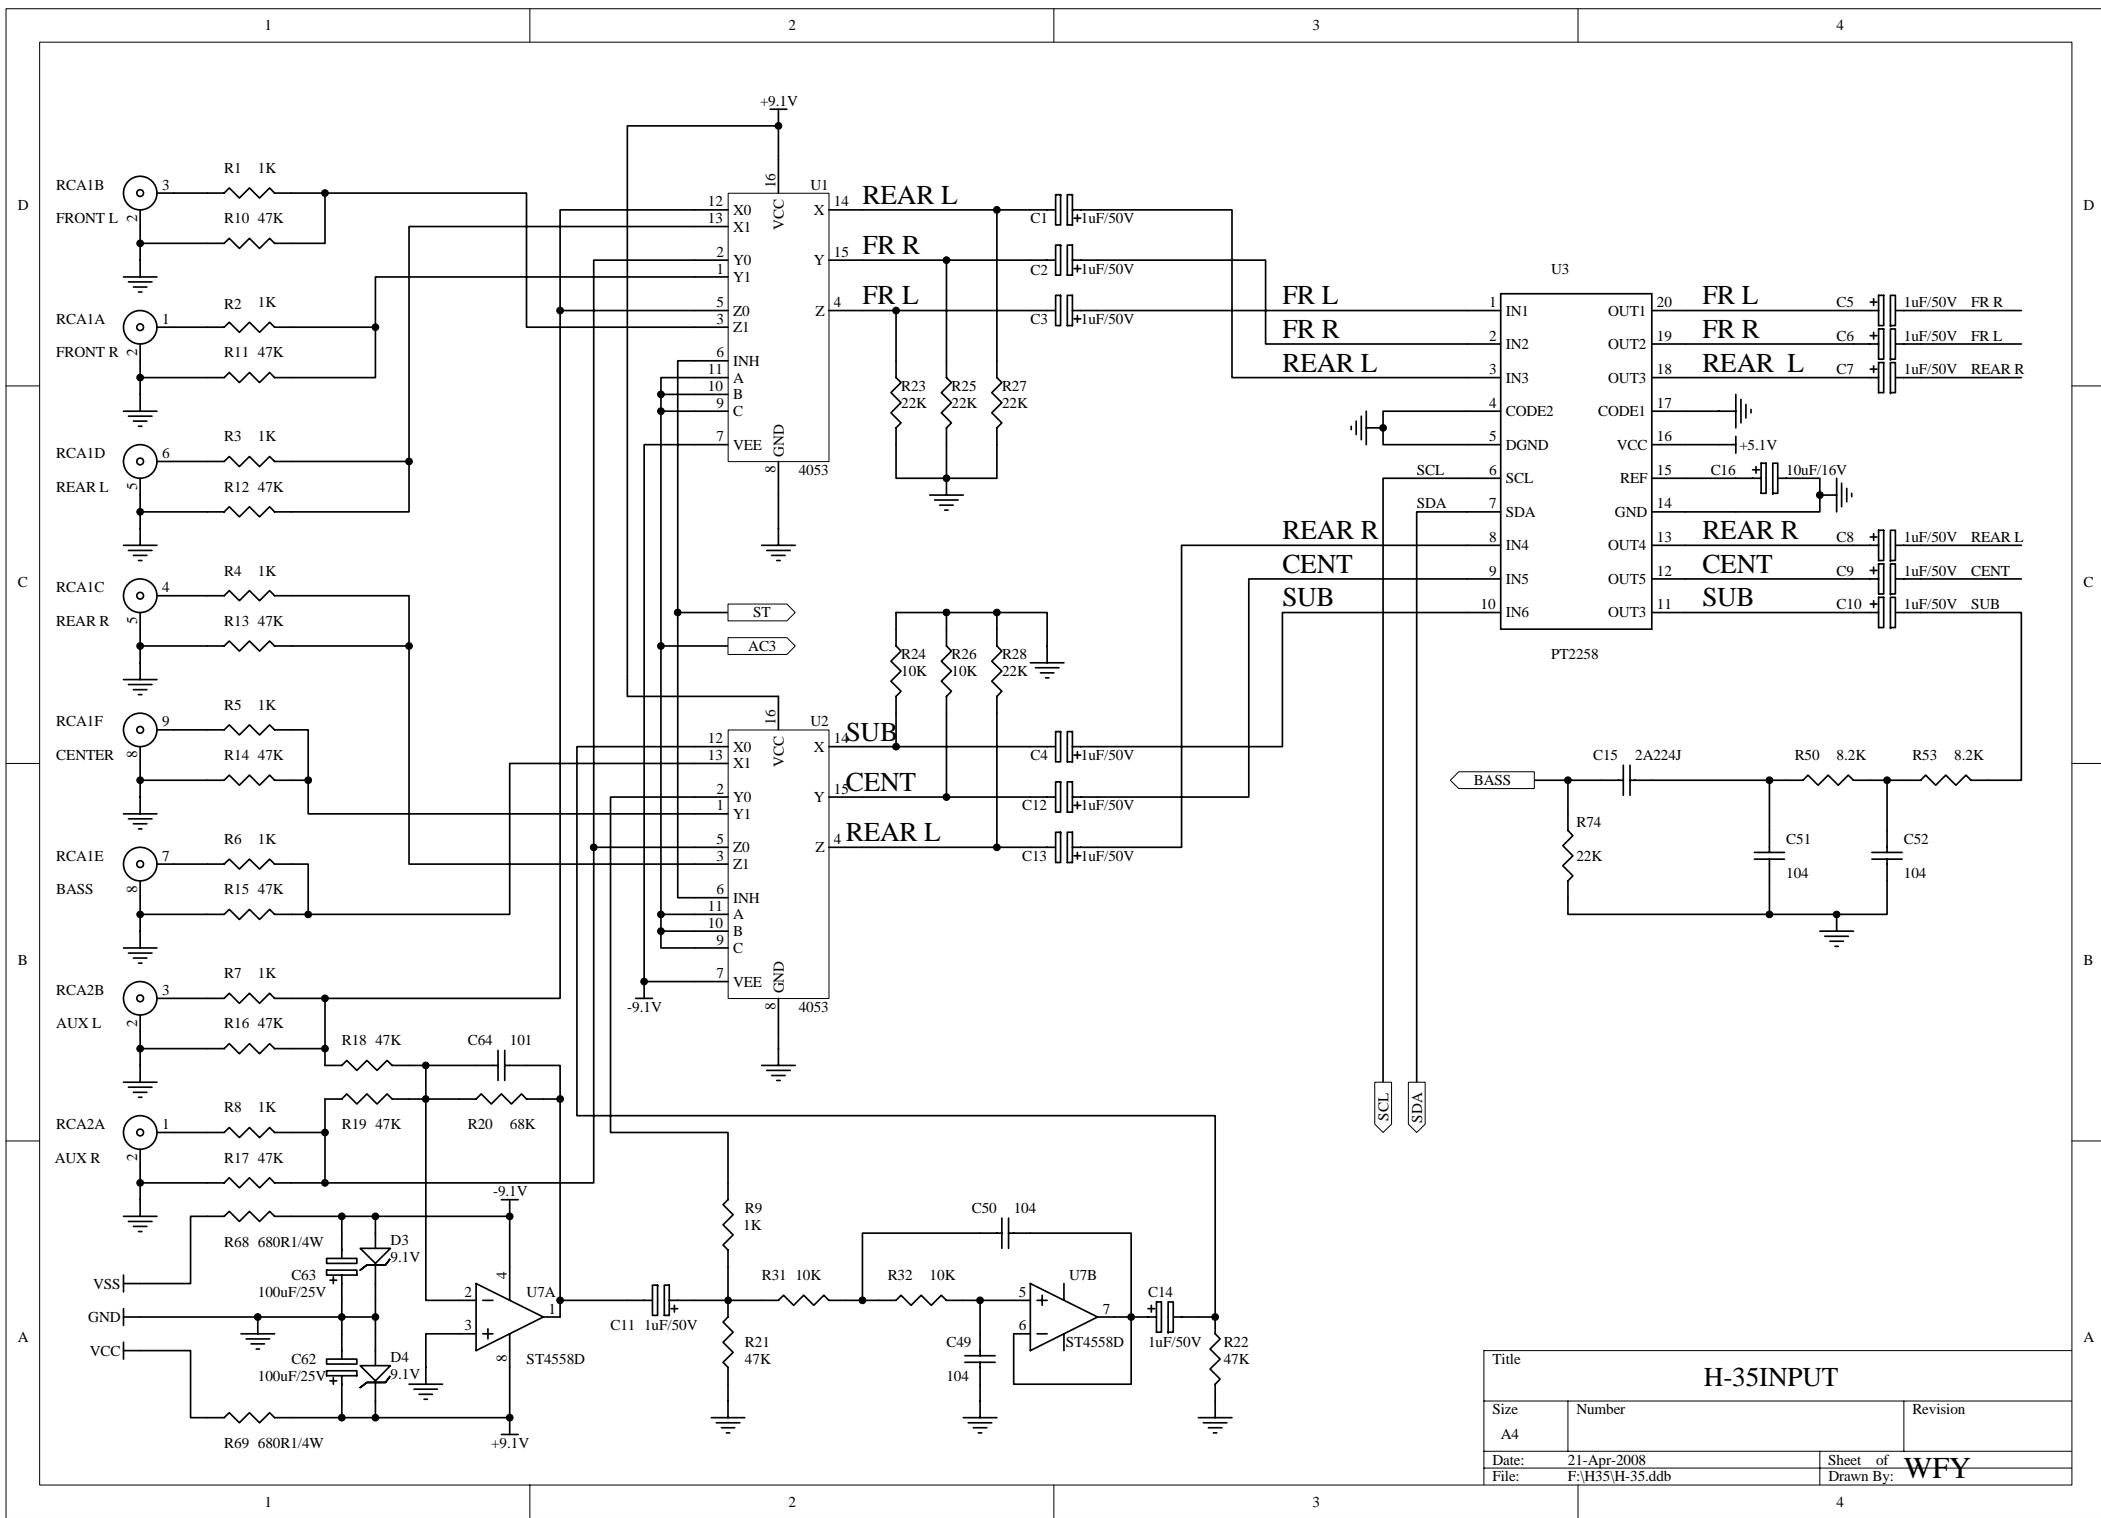 1 2 3 4
D
C
B
A
D
C
B
A
1 2 3 4
RCA1B
FRONT L
3
2
R1 1K
R10 47K
RCA1A
FRONT R
1
2
R2 1K
R11 47K
RCA1D
REAR L
6
5
R3 1K
R12 47K
RCA1C
REAR R
4
5
R4 1K
R13 47K
RCA1F
CENTER
9
8
R5 1K
R14 47K
RCA1E
BASS
7
8
R6 1K
R15 47K
RCA2B
AUX L
3
2
R7 1K
R16 47K
RCA2A
AUX R
1
2
R8 1K
R17 47K
R18 47K
C64 101
R19 47K
R20 68K
R68 680R1/4W
-9.1V
C63
100uF/25V
+
D3
9.1V
VSS
GND
VCC
C62
100uF/25V
+
D4
9.1V
R69 680R1/4W
+9.1V
2
3
4
8
1
U7A
ST4558D
C11 1uF/50V
+
R9
1K
R21
47K
R31 10K
R32 10K
C50 104
C49
104
5
6
7
U7B
ST4558D
C14
+
1uF/50V
R22
47K
+9.1V
U1
16
VCC
12 X0
13 X1
2 Y0
1 Y1
5 Z0
3 Z1
6 INH
11 A
10 B
9 C
7 VEE
GND
8
4053
X 14
Y 15
Z 4
REAR L
FR R
FR L
C1 +1uF/50V
C2 +1uF/50V
C3 +1uF/50V
R23
22K
R25
22K
R27
22K
ST
AC3
U2
16
VCC
12 X0
13 X1
2 Y0
1 Y1
5 Z0
3 Z1
6 INH
11 A
10 B
9 C
7 VEE
GND
8
4053
-9.1V
X 14
Y 15
Z 4
SUB
CENT
REAR L
R24
10K
R26
10K
R28
22K
C4 +1uF/50V
C12 +1uF/50V
C13 +1uF/50V
FR L
FR R
REAR L
SCL
SDA
REAR R
CENT
SUB
SCL
SDA
U3
1 IN1
2 IN2
3 IN3
4 CODE2
5 DGND
6 SCL
7 SDA
8 IN4
9 IN5
10 IN6
OUT1 20
OUT2 19
OUT3 18
CODE1 17
VCC 16
REF 15
GND 14
OUT4 13
OUT5 12
OUT3 11
PT2258
FR L C5 + 1uF/50V FR R
FR R C6 + 1uF/50V FR L
REAR L C7 + 1uF/50V REAR R
+5.1V
C16 + 10uF/16V
REAR R C8 + 1uF/50V REAR L
CENT C9 + 1uF/50V CENT
SUB C10 + 1uF/50V SUB
BASS
C15 2A224J
R50 8.2K
R53 8.2K
R74
22K
C51
104
C52
104
Title
H-35INPUT
Size Number Revision
A4
Date: 21-Apr-2008 Sheet of
File: F:\H35\H-35.ddb Drawn By: WFY